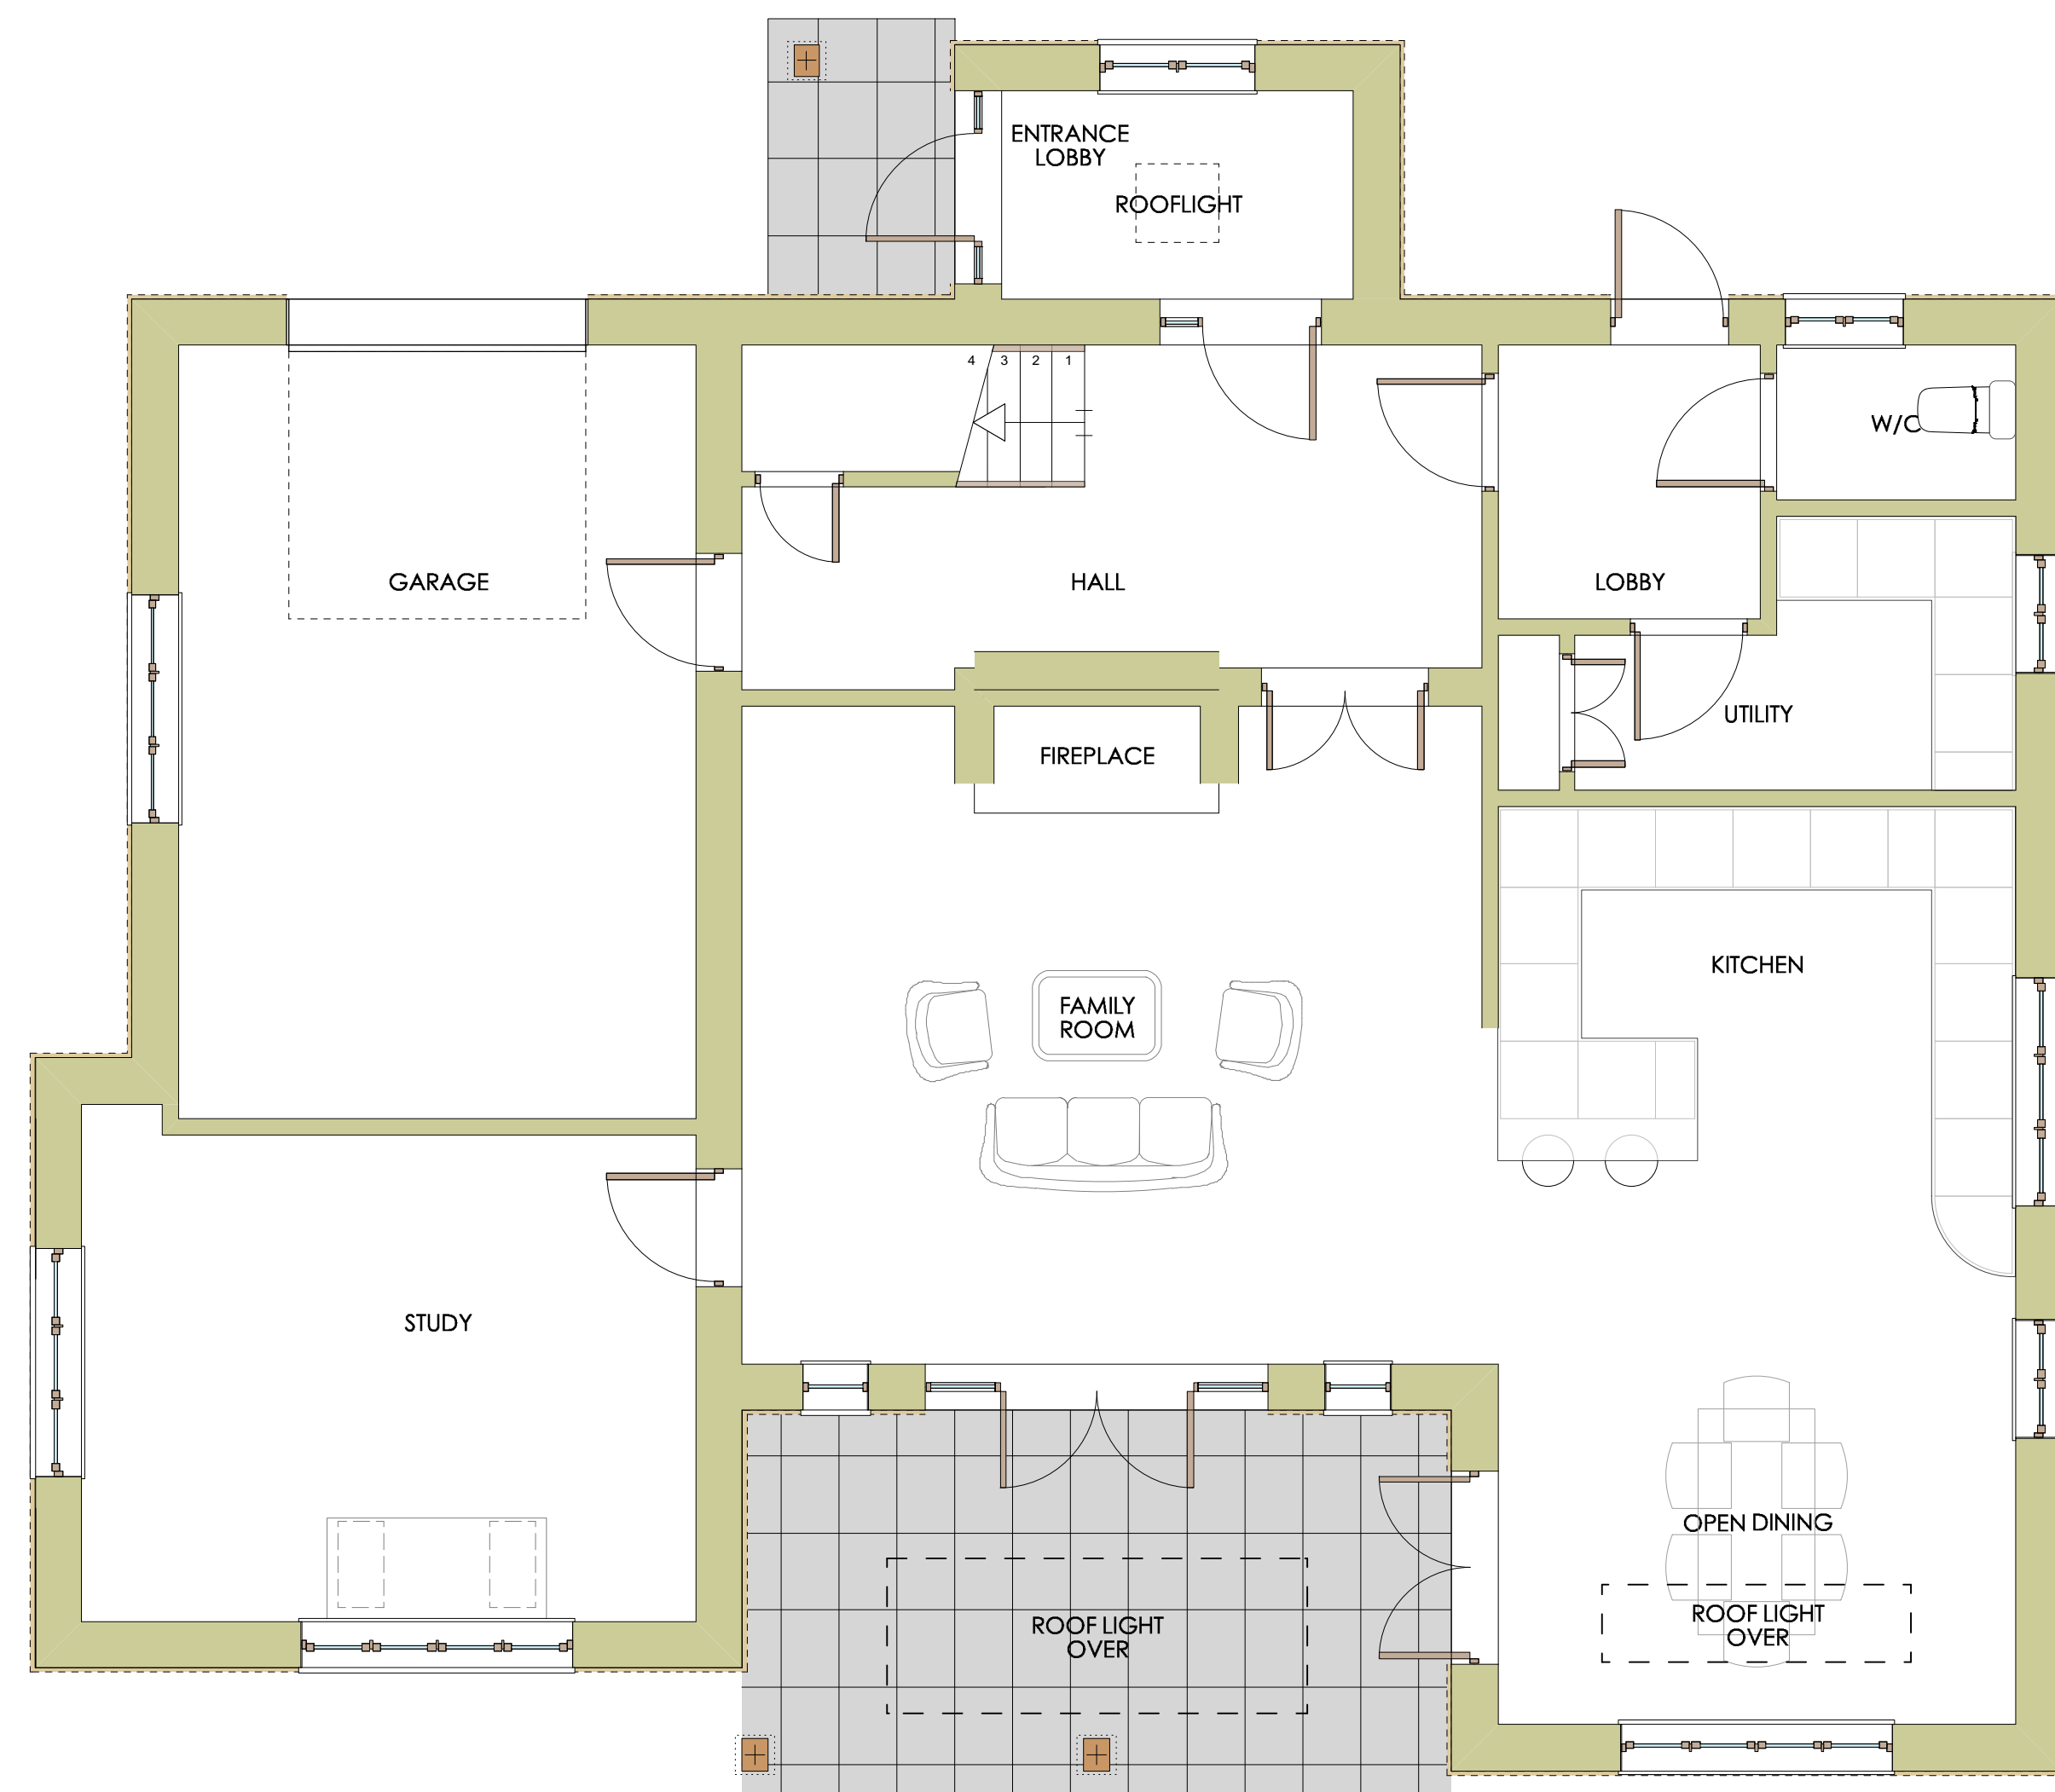 ENTRANCE
LOBBY
ROOFLIGHT
4 3 2 1
W/C
GARAGE
HALL
LOBBY
UTILITY
FIREPLACE
KITCHEN
FAMILY
ROOM
STUDY
OPEN DINING
ROOF LIGHT
OVER
ROOF LIGHT
OVER